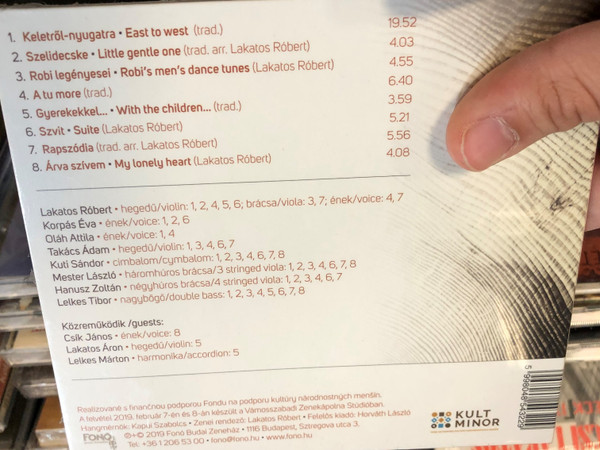 1. Keletről-nyugatra • East to west (trad.) 19.52
2. Szelidecske • Little gentle one (trad. arr. Lakatos Róbert) 4.03
3. Robi legényesei • Robi's men's dance tunes (Lakatos Róbert) 4.55
4. A tu more (trad.) 6.40
5. Gyerekekkel... • With the children... (trad.) 3.59
6. Szvit • Suite (Lakatos Róbert) 5.21
7. Rapszódia (trad. arr. Lakatos Róbert) 5.56
8. Árva szívem • My lonely heart (Lakatos Róbert) 4.08
Lakatos Róbert • hegedű/violin: 1, 2, 4, 5, 6; brácsa/viola: 3, 7; ének/voice: 4, 7
Korpás Éva • ének/voice: 1, 2, 6
Oláh Attila • ének/voice: 1, 4
Takács Ádam • hegedű/violin: 1, 3, 4, 6, 7
Kuti Sándor • cimbalom/cymbalom: 1, 2, 3, 4, 6, 7, 8
Mester László • háromhúros brácsa/3 stringed viola: 1, 2, 3, 4, 6, 7, 8
Hanusz Zoltán • négyhúros brácsa/4 stringed viola: 1, 2, 3, 4, 6, 7
Lelkes Tibor • nagybőgő/double bass: 1, 2, 3, 4, 5, 6, 7, 8
Közreműködik /guests:
Csík János • ének/voice: 8
Lakatos Áron • hegedű/violin: 5
Lelkes Márton • harmonika/accordion: 5
Realizované s finančnou podporou Fondu na podporu kultúry národnostných menšín.
A felvétel 2019. február 7-én és 8-án készült a Vámosszabadi Zenekápolna Stúdióban.
Hangmérnök: Kapui Szabolcs • Zenei rendező: Lakatos Róbert • Felelős kiadó: Horváth László
FONÓ ℗+© 2019 Fonó Budai Zeneház • 1116 Budapest, Sztregova utca 3.
Tel. +36 1 206 53 00 • fono@fono.hu • www.fono.hu
KULT
MINOR